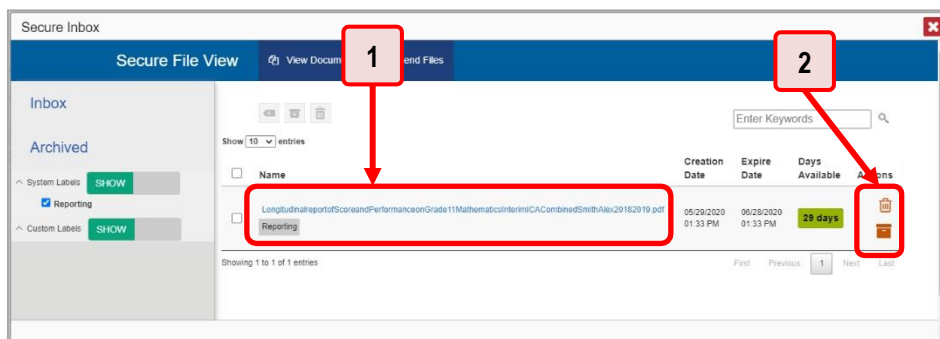 Secure Inbox
Secure File View
View Docum
end Files
1
2
Inbox
Archived
System Labels SHOW
Reporting
Custom Labels SHOW
Enter Keywords
Show 10 entries
Name
Creation Date
Expire Date
Days Available
LongitudinalreportofScoreandPerformanceonGrade11MathematicsInterimICACombinedSmithAlex20182019.pdf
Reporting
05/29/2020 01:33 PM
06/28/2020 01:33 PM
29 days
Showing 1 to 1 of 1 entries
First Previous 1 Next Last